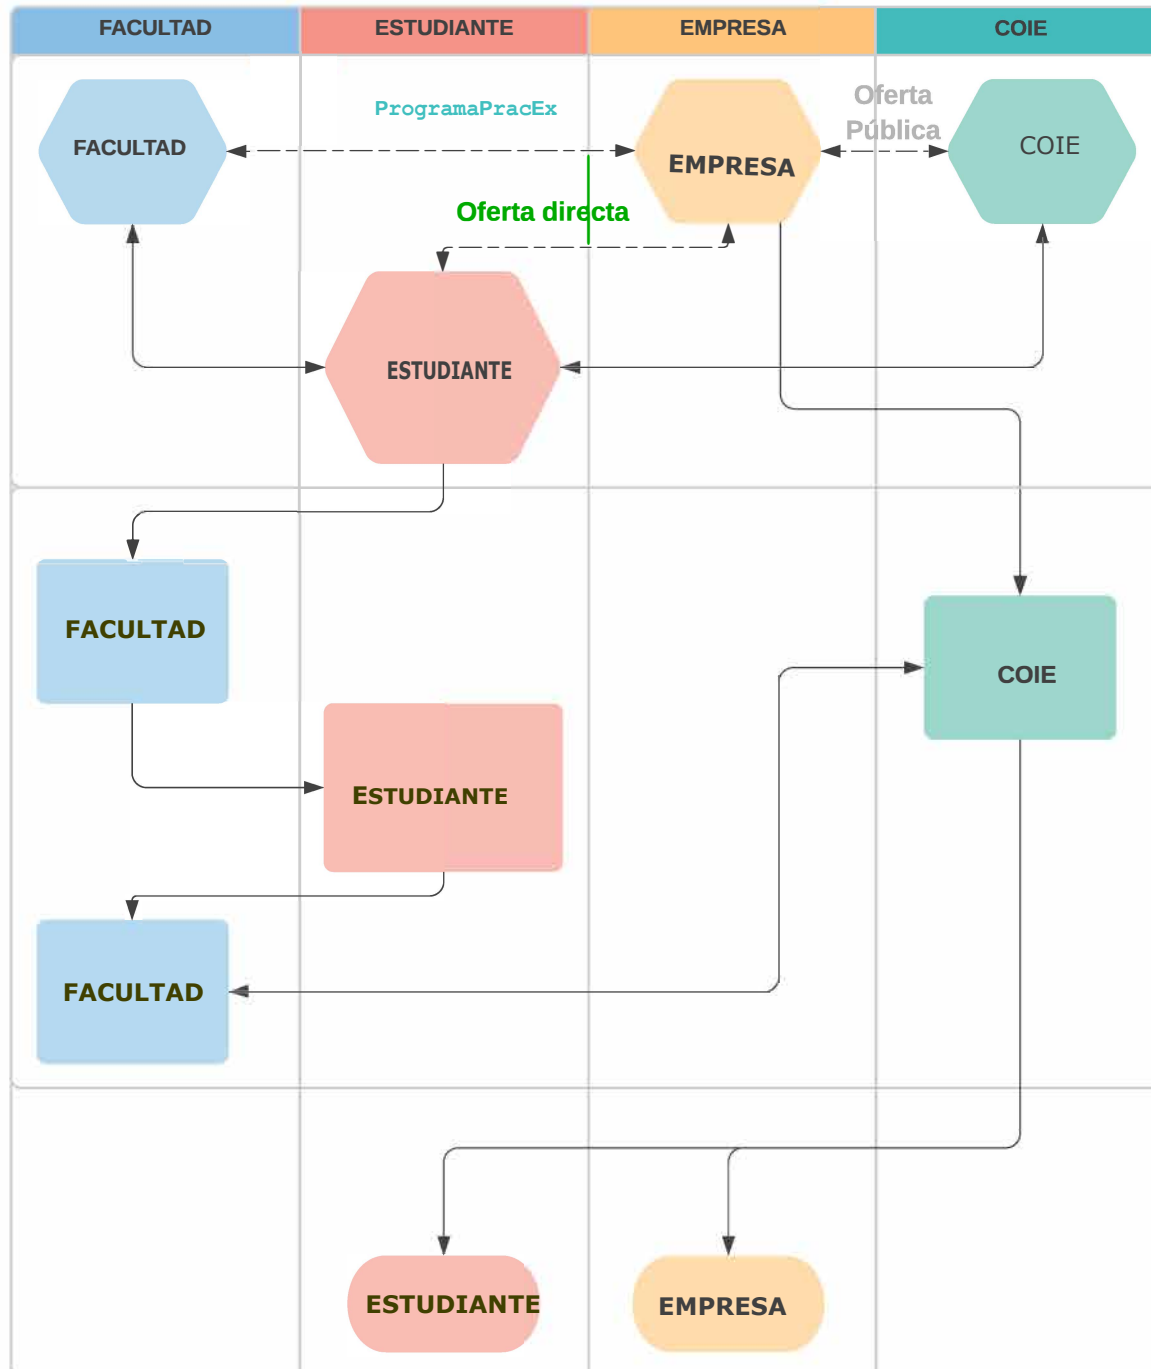 FACULTAD
ESTUDIANTE
EMPRESA
COIE
ProgramaPracEx
Oferta
Pública
FACULTAD
EMPRESA
COIE
Oferta directa
ESTUDIANTE
FACULTAD
COIE
ESTUDIANTE
FACULTAD
ESTUDIANTE
EMPRESA